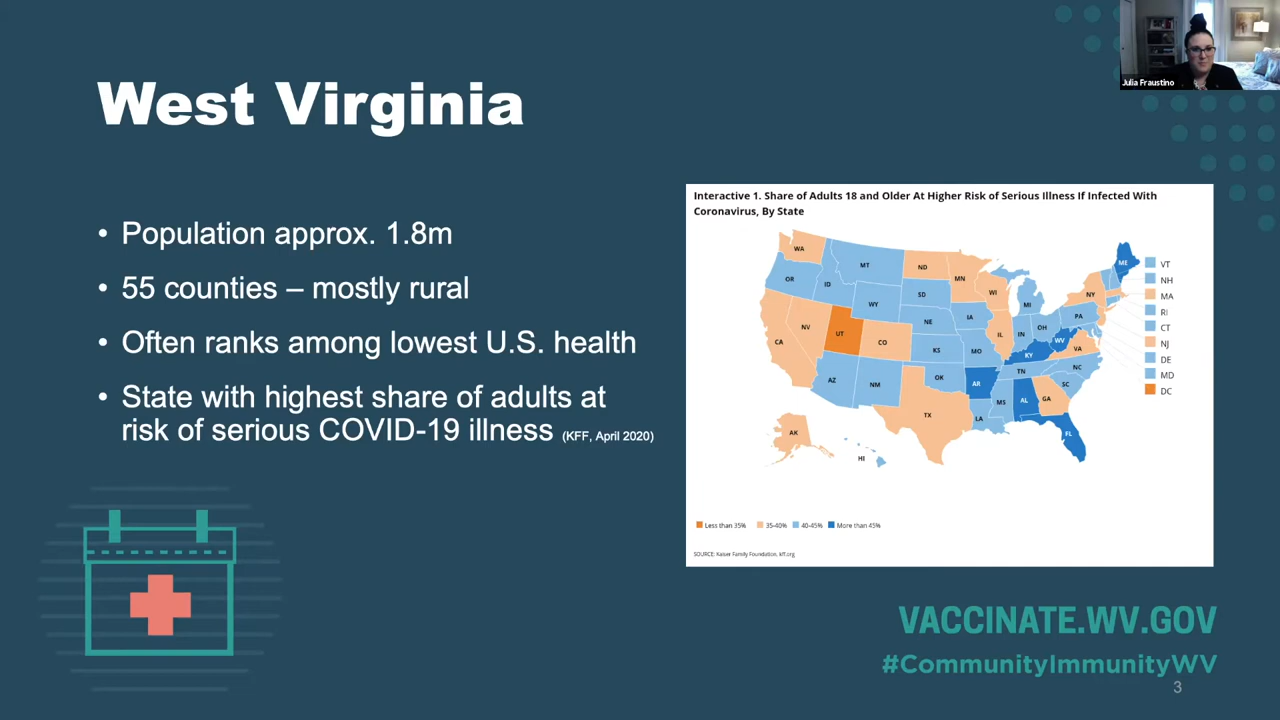 Julia Fraustino
West Virginia
• Population approx. 1.8m
• 55 counties – mostly rural
• Often ranks among lowest U.S. health
• State with highest share of adults at
risk of serious COVID-19 illness (KFF, April 2020)
Interactive 1. Share of Adults 18 and Older At Higher Risk of Serious Illness If Infected With
Coronavirus, By State
WA
MT
ND
MN
OR
ID
WY
SD
WI
MI
NY
ME
NV
UT
CO
NE
IA
IL
IN
OH
PA
CA
KS
MO
KY
WV
VA
AZ
NM
OK
AR
TN
NC
SC
TX
LA
MS
AL
GA
FL
AK
HI
VT
NH
MA
RI
CT
NJ
DE
MD
DC
Less than 35% 35-40% 40-45% More than 45%
SOURCE: Kaiser Family Foundation, kff.org
VACCINATE.WV.GOV
#CommunityImmunityWV
3